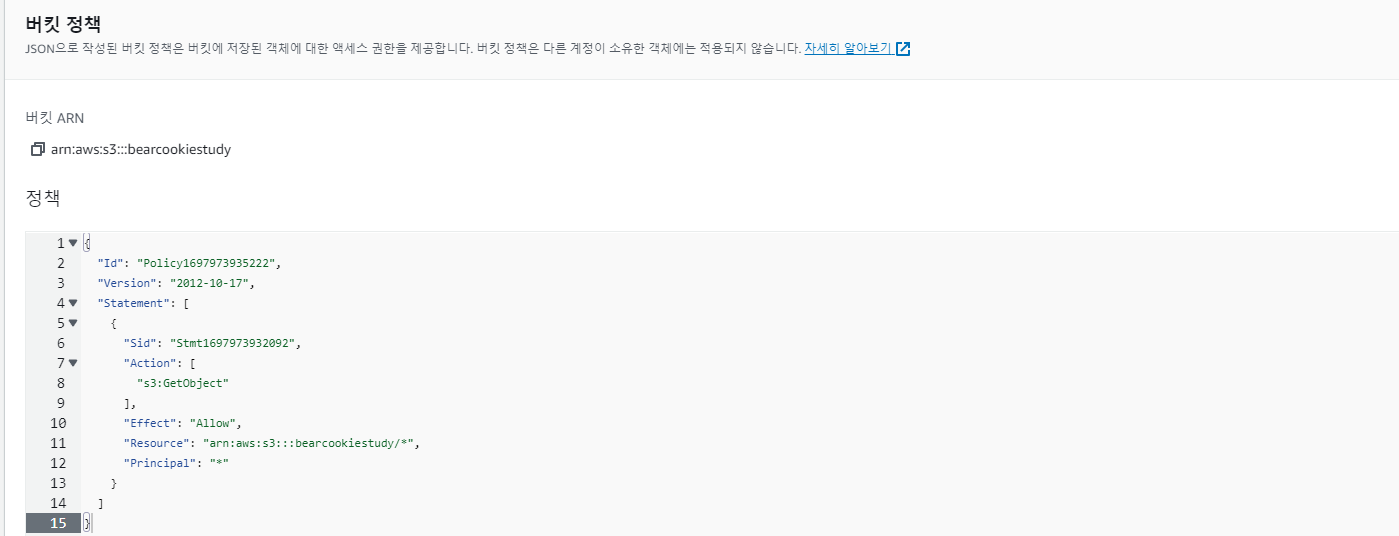 버킷 정책
JSON으로 작성된 버킷 정책은 버킷에 저장된 객체에 대한 액세스 권한을 제공합니다. 버킷 정책은 다른 계정이 소유한 객체에는 적용되지 않습니다. 자세히 알아보기
버킷 ARN
arn:aws:s3:::bearcookiestudy
정책
1 {
2 "Id": "Policy1697973935222",
3 "Version": "2012-10-17",
4 "Statement": [
5 {
6 "Sid": "Stmt1697973932092",
7 "Action": [
8 "s3:GetObject"
9 ],
10 "Effect": "Allow",
11 "Resource": "arn:aws:s3:::bearcookiestudy/*",
12 "Principal": "*"
13 }
14 ]
15 }